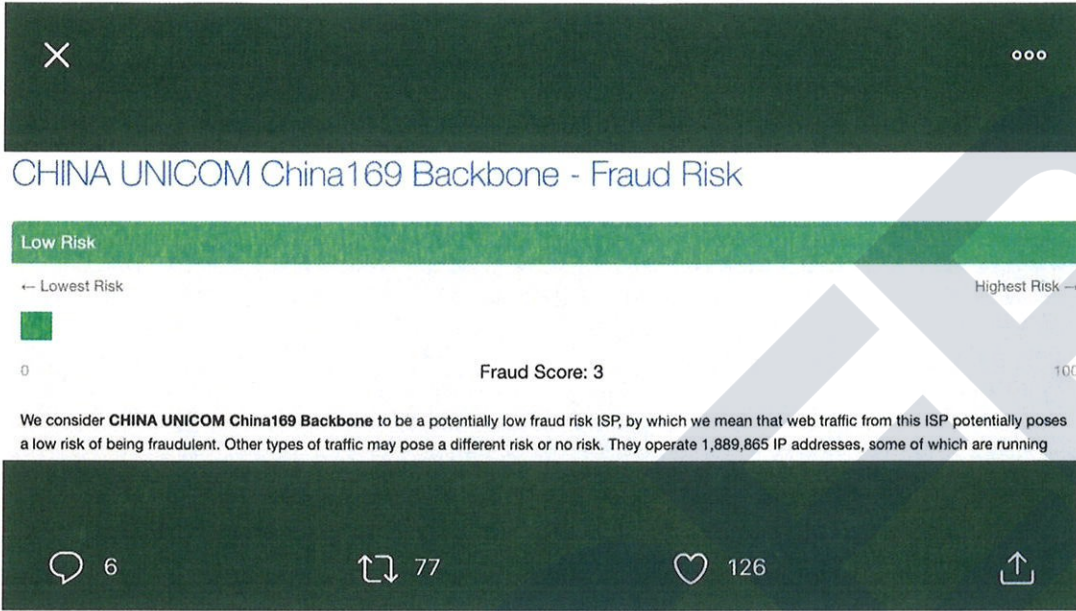 CHINA UNICOM China169 Backbone - Fraud Risk
Low Risk
← Lowest Risk
Highest Risk →
0
Fraud Score: 3
100
We consider CHINA UNICOM China169 Backbone to be a potentially low fraud risk ISP, by which we mean that web traffic from this ISP potentially poses
a low risk of being fraudulent. Other types of traffic may pose a different risk or no risk. They operate 1,889,865 IP addresses, some of which are running
6
77
126